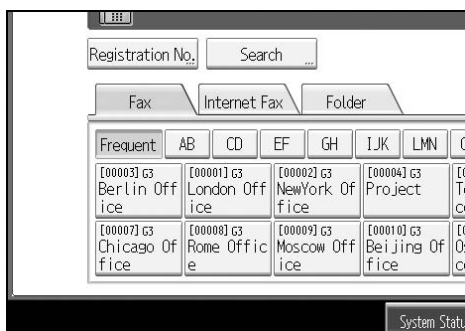 Registration No. Search
Fax Internet Fax Folder
Frequent AB CD EF GH IJK LMN
[00003] G3 [00001] G3 [00002] G3 [00004] G3
Berlin Off London Off NewYork Of Project
ice ice fice
[00007] G3 [00008] G3 [00009] G3 [00010] G3
Chicago Of Rome Offic Moscow Off Beijing Of
fice e ice fice
System Statu